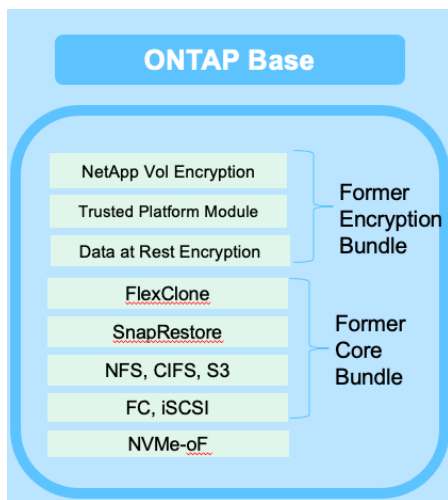 ONTAP Base
NetApp Vol Encryption
Trusted Platform Module
Data at Rest Encryption
Former
Encryption
Bundle
FlexClone
SnapRestore
NFS, CIFS, S3
FC, iSCSI
Former
Core
Bundle
NVMe-oF